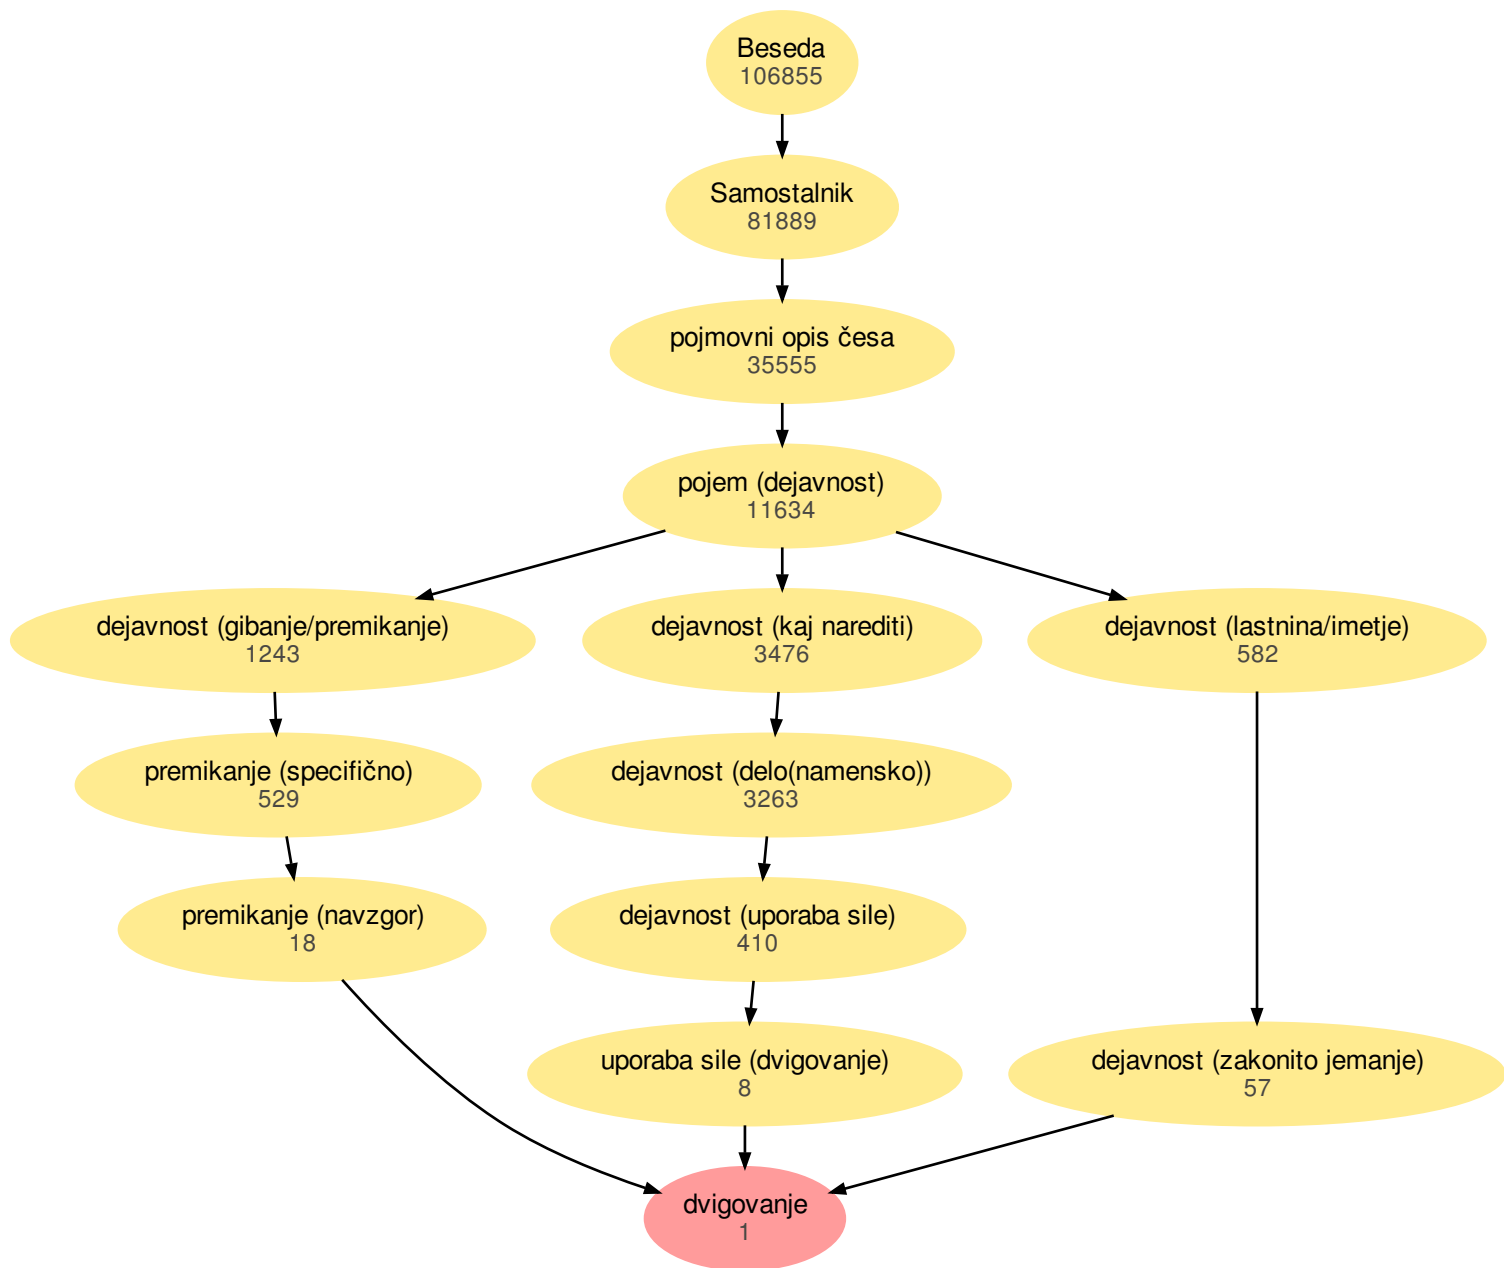 Beseda
106855
Samostalnik
81889
pojmovni opis česa
35555
pojem (dejavnost)
11634
dejavnost (gibanje/premikanje)
1243
dejavnost (kaj narediti)
3476
dejavnost (lastnina/imetje)
582
premikanje (specifično)
529
dejavnost (delo(namensko))
3263
premikanje (navzgor)
18
dejavnost (uporaba sile)
410
uporaba sile (dvigovanje)
8
dejavnost (zakonito jemanje)
57
dvigovanje
1